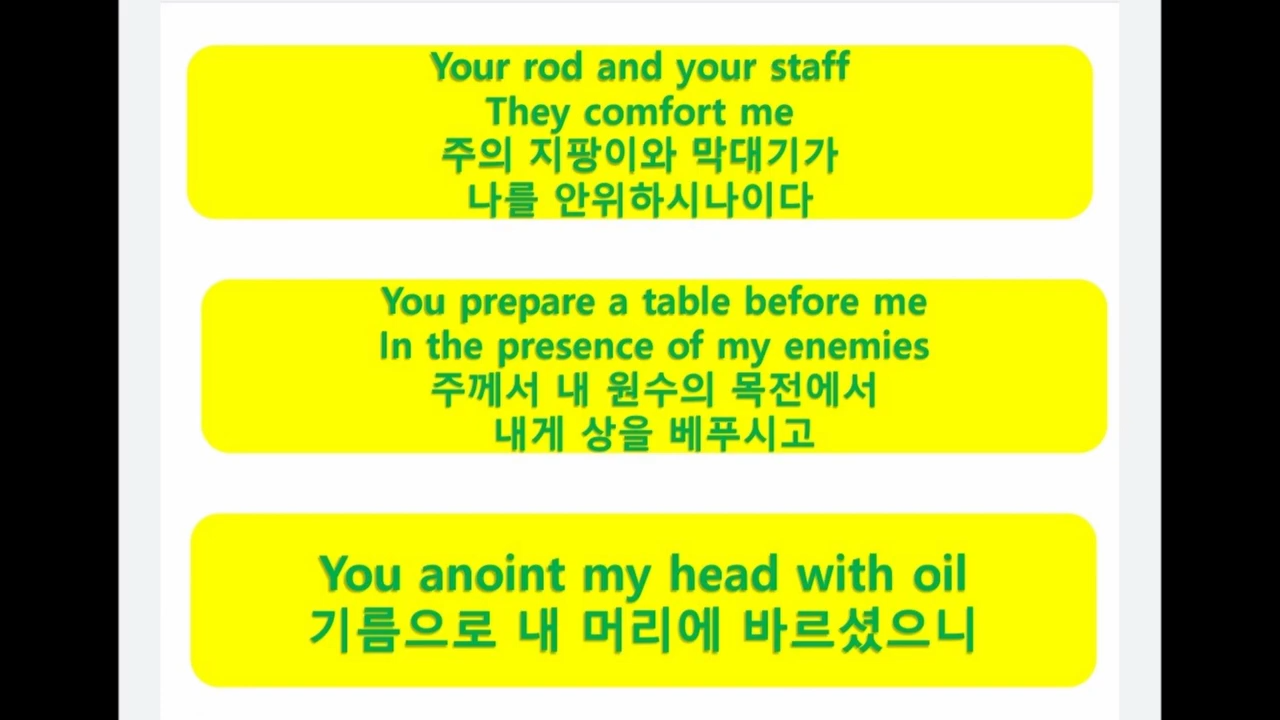 Your rod and your staff
They comfort me
주의 지팡이와 막대기가
나를 안위하시나이다
You prepare a table before me
In the presence of my enemies
주께서 내 원수의 목전에서
내게 상을 베푸시고
You anoint my head with oil
기름으로 내 머리에 바르셨으니